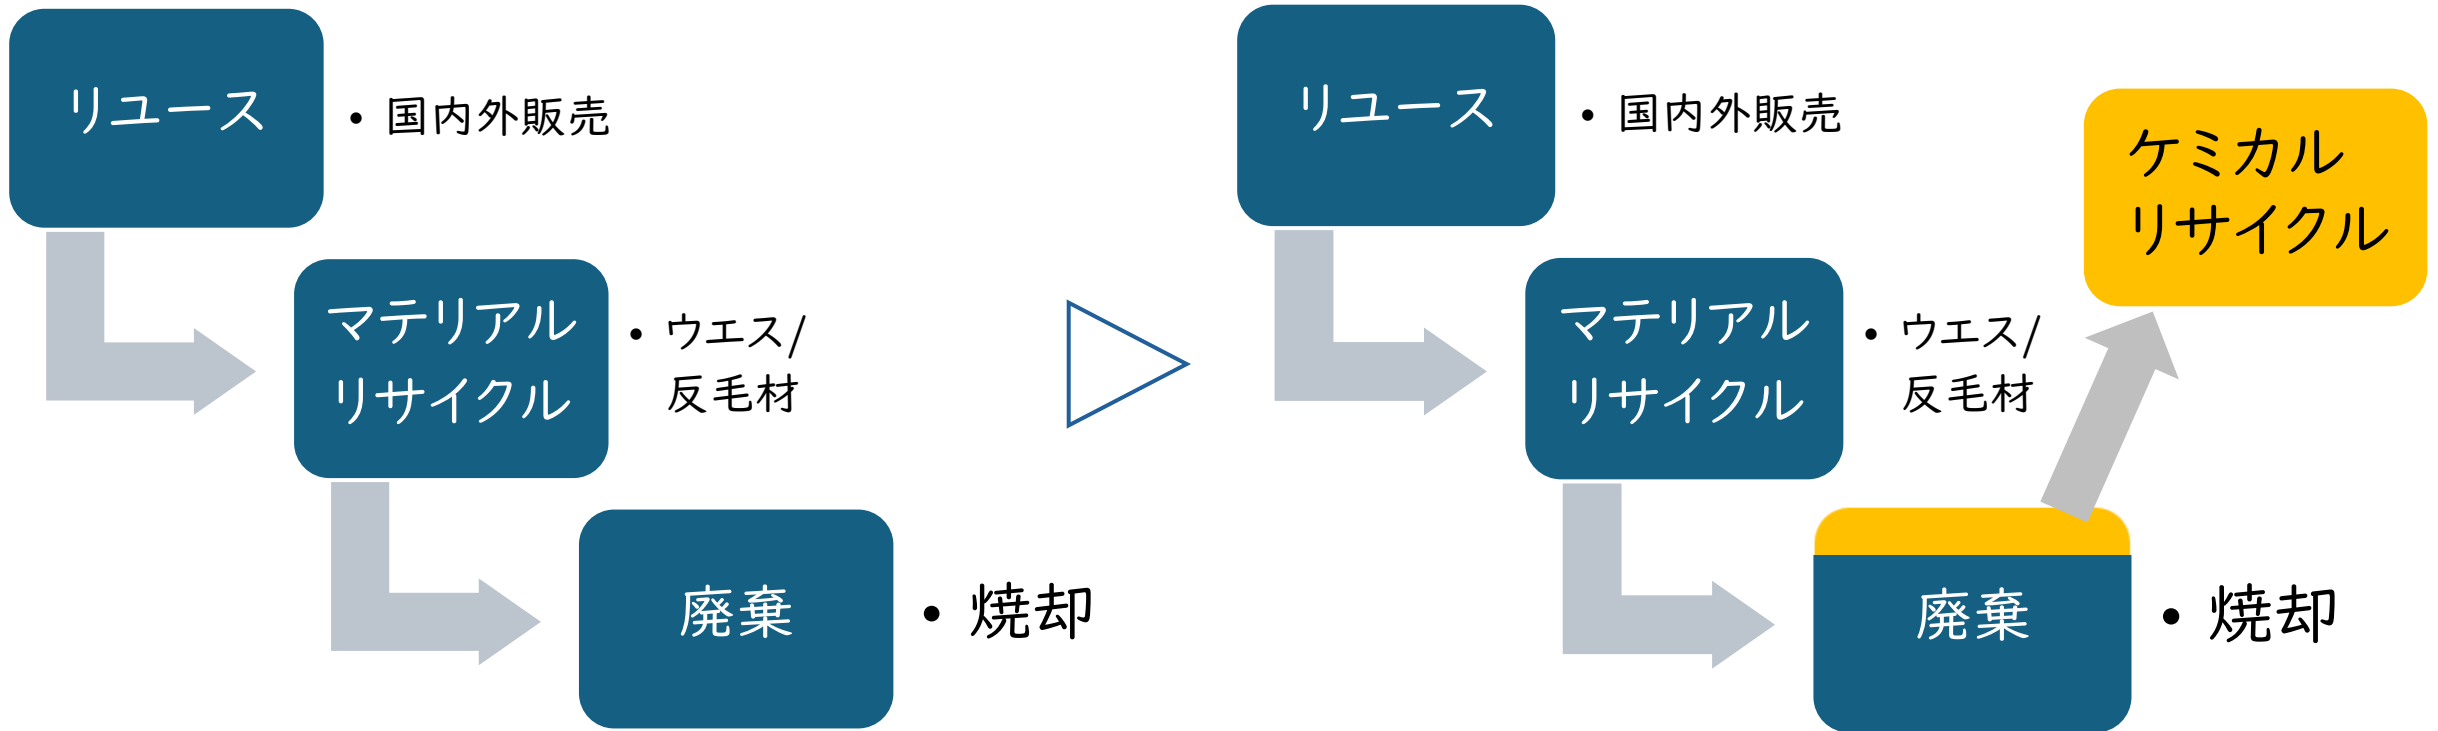 リユース
• 国内外販売
マテリアル
リサイクル
• ウエス/
反毛材
廃棄
• 焼却
リユース
• 国内外販売
マテリアル
リサイクル
• ウエス/
反毛材
ケミカル
リサイクル
廃棄
• 焼却